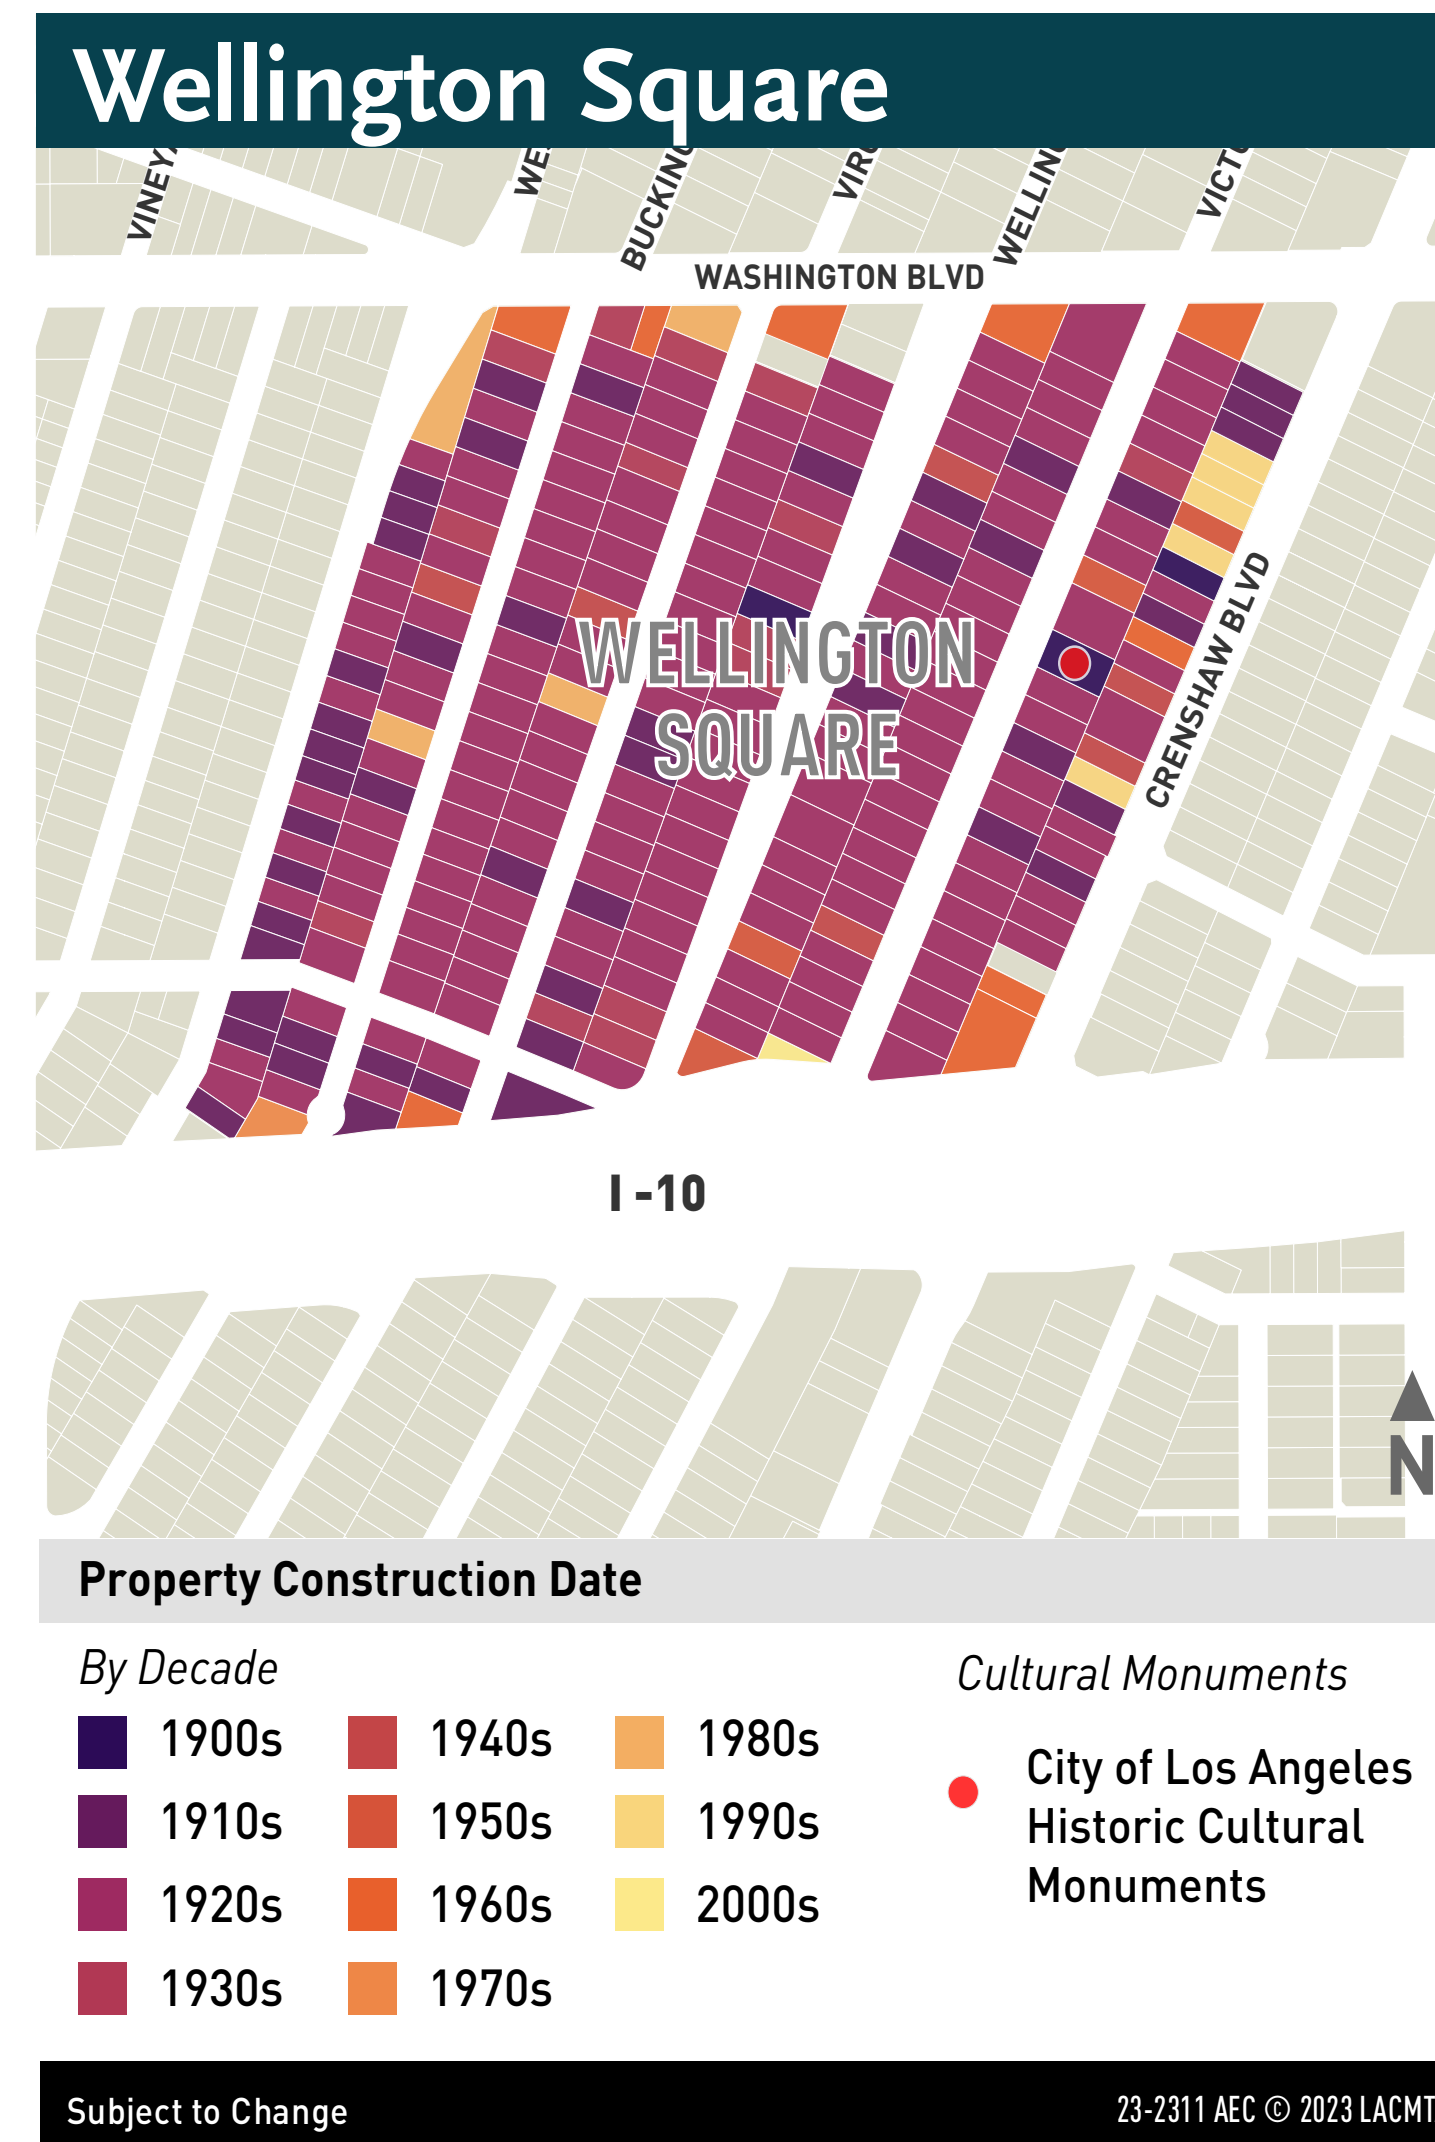 Wellington Square
WASHINGTON BLVD
WELLINGTON
SQUARE
CRENSHAW BLVD
I-10
N
Property Construction Date
By Decade
1900s
1910s
1920s
1930s
1940s
1950s
1960s
1970s
1980s
1990s
2000s
Cultural Monuments
City of Los Angeles
Historic Cultural
Monuments
Subject to Change
23-2311 AEC © 2023 LACMT